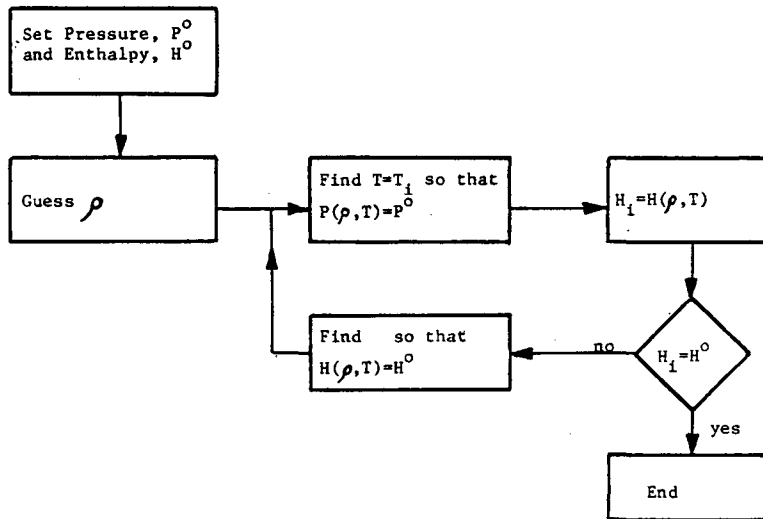 Set Pressure, P°
and Enthalpy, H°
Guess ρ
Find T=T_i so that
P(ρ,T)=P°
H_i=H(ρ,T)
Find so that
H(ρ,T)=H°
no
H_i=H°
yes
End